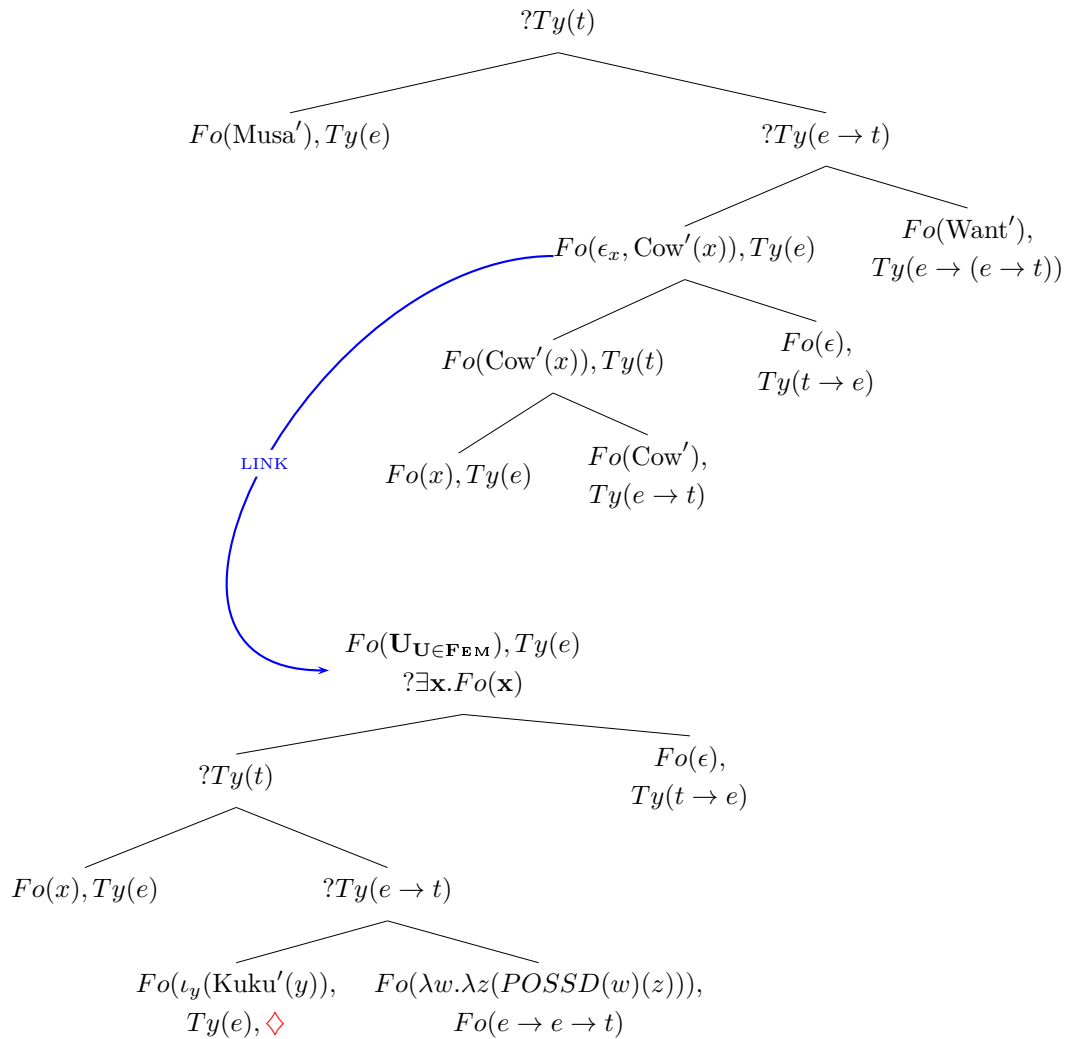 ?Ty(t)
Fo(Musa′), Ty(e)
?Ty(e → t)
Fo(ϵₓ, Cow′(x)), Ty(e)
Fo(Want′),
Ty(e → (e → t))
Fo(Cow′(x)), Ty(t)
Fo(ϵ),
Ty(t → e)
Fo(x), Ty(e)
Fo(Cow′),
Ty(e → t)
LINK
Fo(U_{U∈FEM}), Ty(e)
?∃x.Fo(x)
?Ty(t)
Fo(ϵ),
Ty(t → e)
Fo(x), Ty(e)
?Ty(e → t)
Fo(ι_y(Kuku′(y)),
Ty(e), ♢
Fo(λw.λz(POSSD(w)(z))),
Fo(e → e → t)